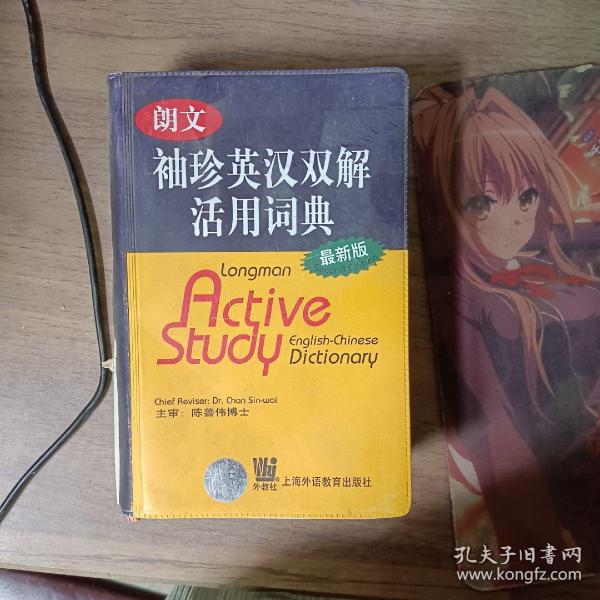 朗文
袖珍英汉双解
活用词典
最新版
Second Edition
Longman
Active
Study
English-Chinese
Dictionary
Chief Reviser: Dr. Chan Sin-wai
主审：陈善伟博士
外教社
上海外语教育出版社
孔夫子旧书网
www.kongfz.com